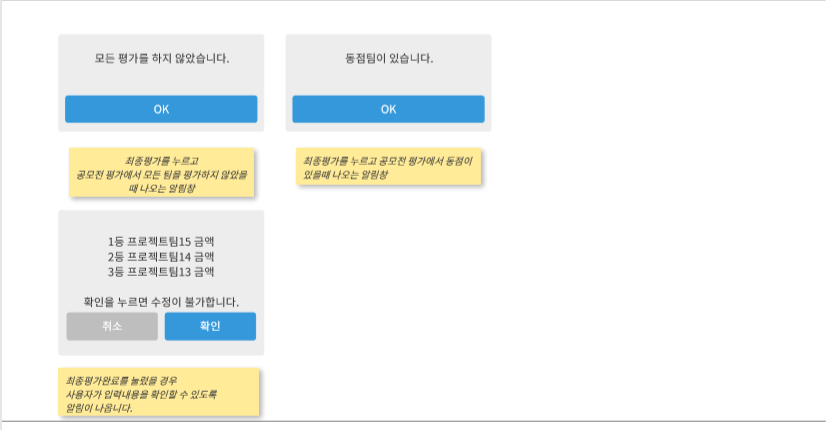 모든 평가를 하지 않았습니다.
OK
최종평가를 누르고
공모전 평가에서 모든 팀을 평가하지 않았을
때 나오는 알림창
동점팀이 있습니다.
OK
최종평가를 누르고 공모전 평가에서 동점이
있을때 나오는 알림창
1등 프로젝트팀15 금액
2등 프로젝트팀14 금액
3등 프로젝트팀13 금액
확인을 누르면 수정이 불가합니다.
취소
확인
최종평가완료를 눌렀을 경우
사용자가 입력내용을 확인할 수 있도록
알림이 나옵니다.